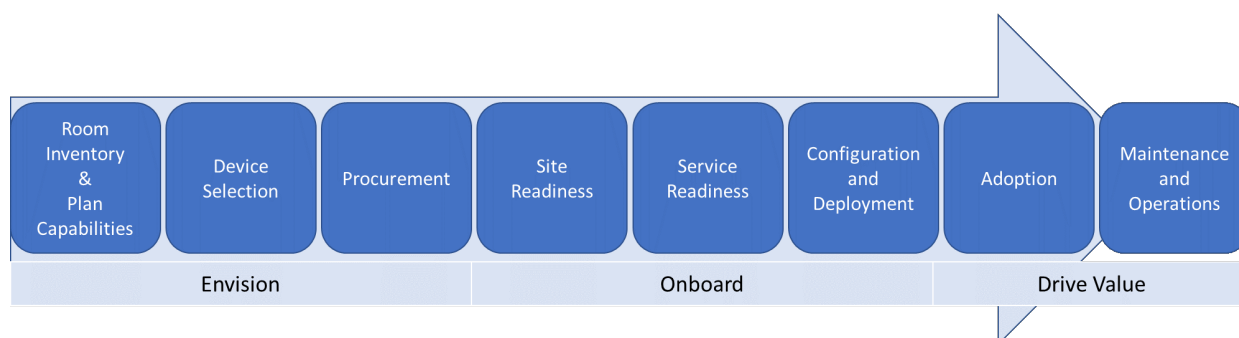 Room
Inventory
&
Plan
Capabilities
Device
Selection
Procurement
Site
Readiness
Service
Readiness
Configuration
and
Deployment
Adoption
Maintenance
and
Operations
Envision
Onboard
Drive Value